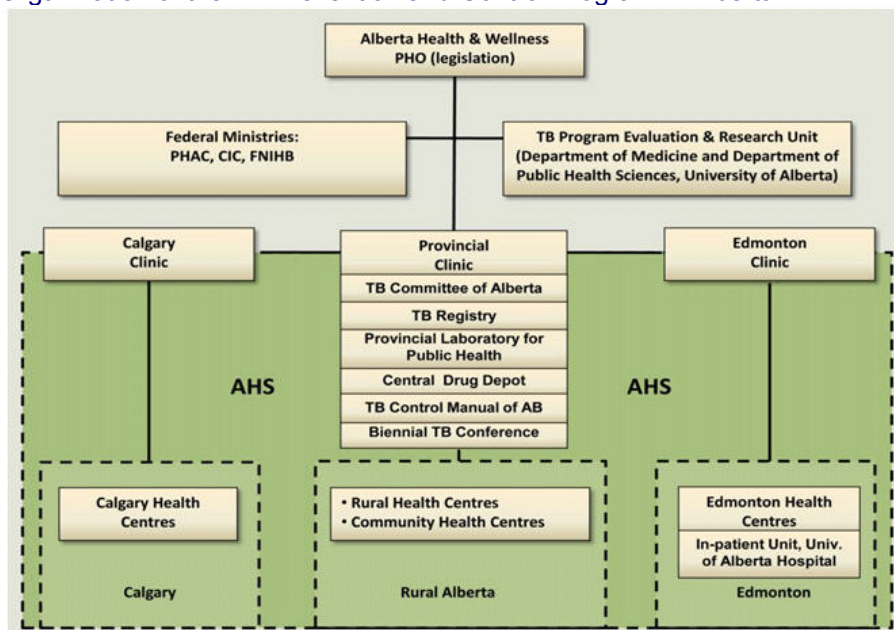 Alberta Health & Wellness
PHO (legislation)
Federal Ministries:
PHAC, CIC, FNIHB
TB Program Evaluation & Research Unit
(Department of Medicine and Department of
Public Health Sciences, University of Alberta)
Calgary
Clinic
Provincial
Clinic
Edmonton
Clinic
TB Committee of Alberta
TB Registry
Provincial Laboratory for
Public Health
Central Drug Depot
TB Control Manual of AB
Biennial TB Conference
AHS
AHS
Calgary Health
Centres
• Rural Health Centres
• Community Health Centres
Edmonton Health
Centres
In-patient Unit, Univ.
of Alberta Hospital
Calgary
Rural Alberta
Edmonton